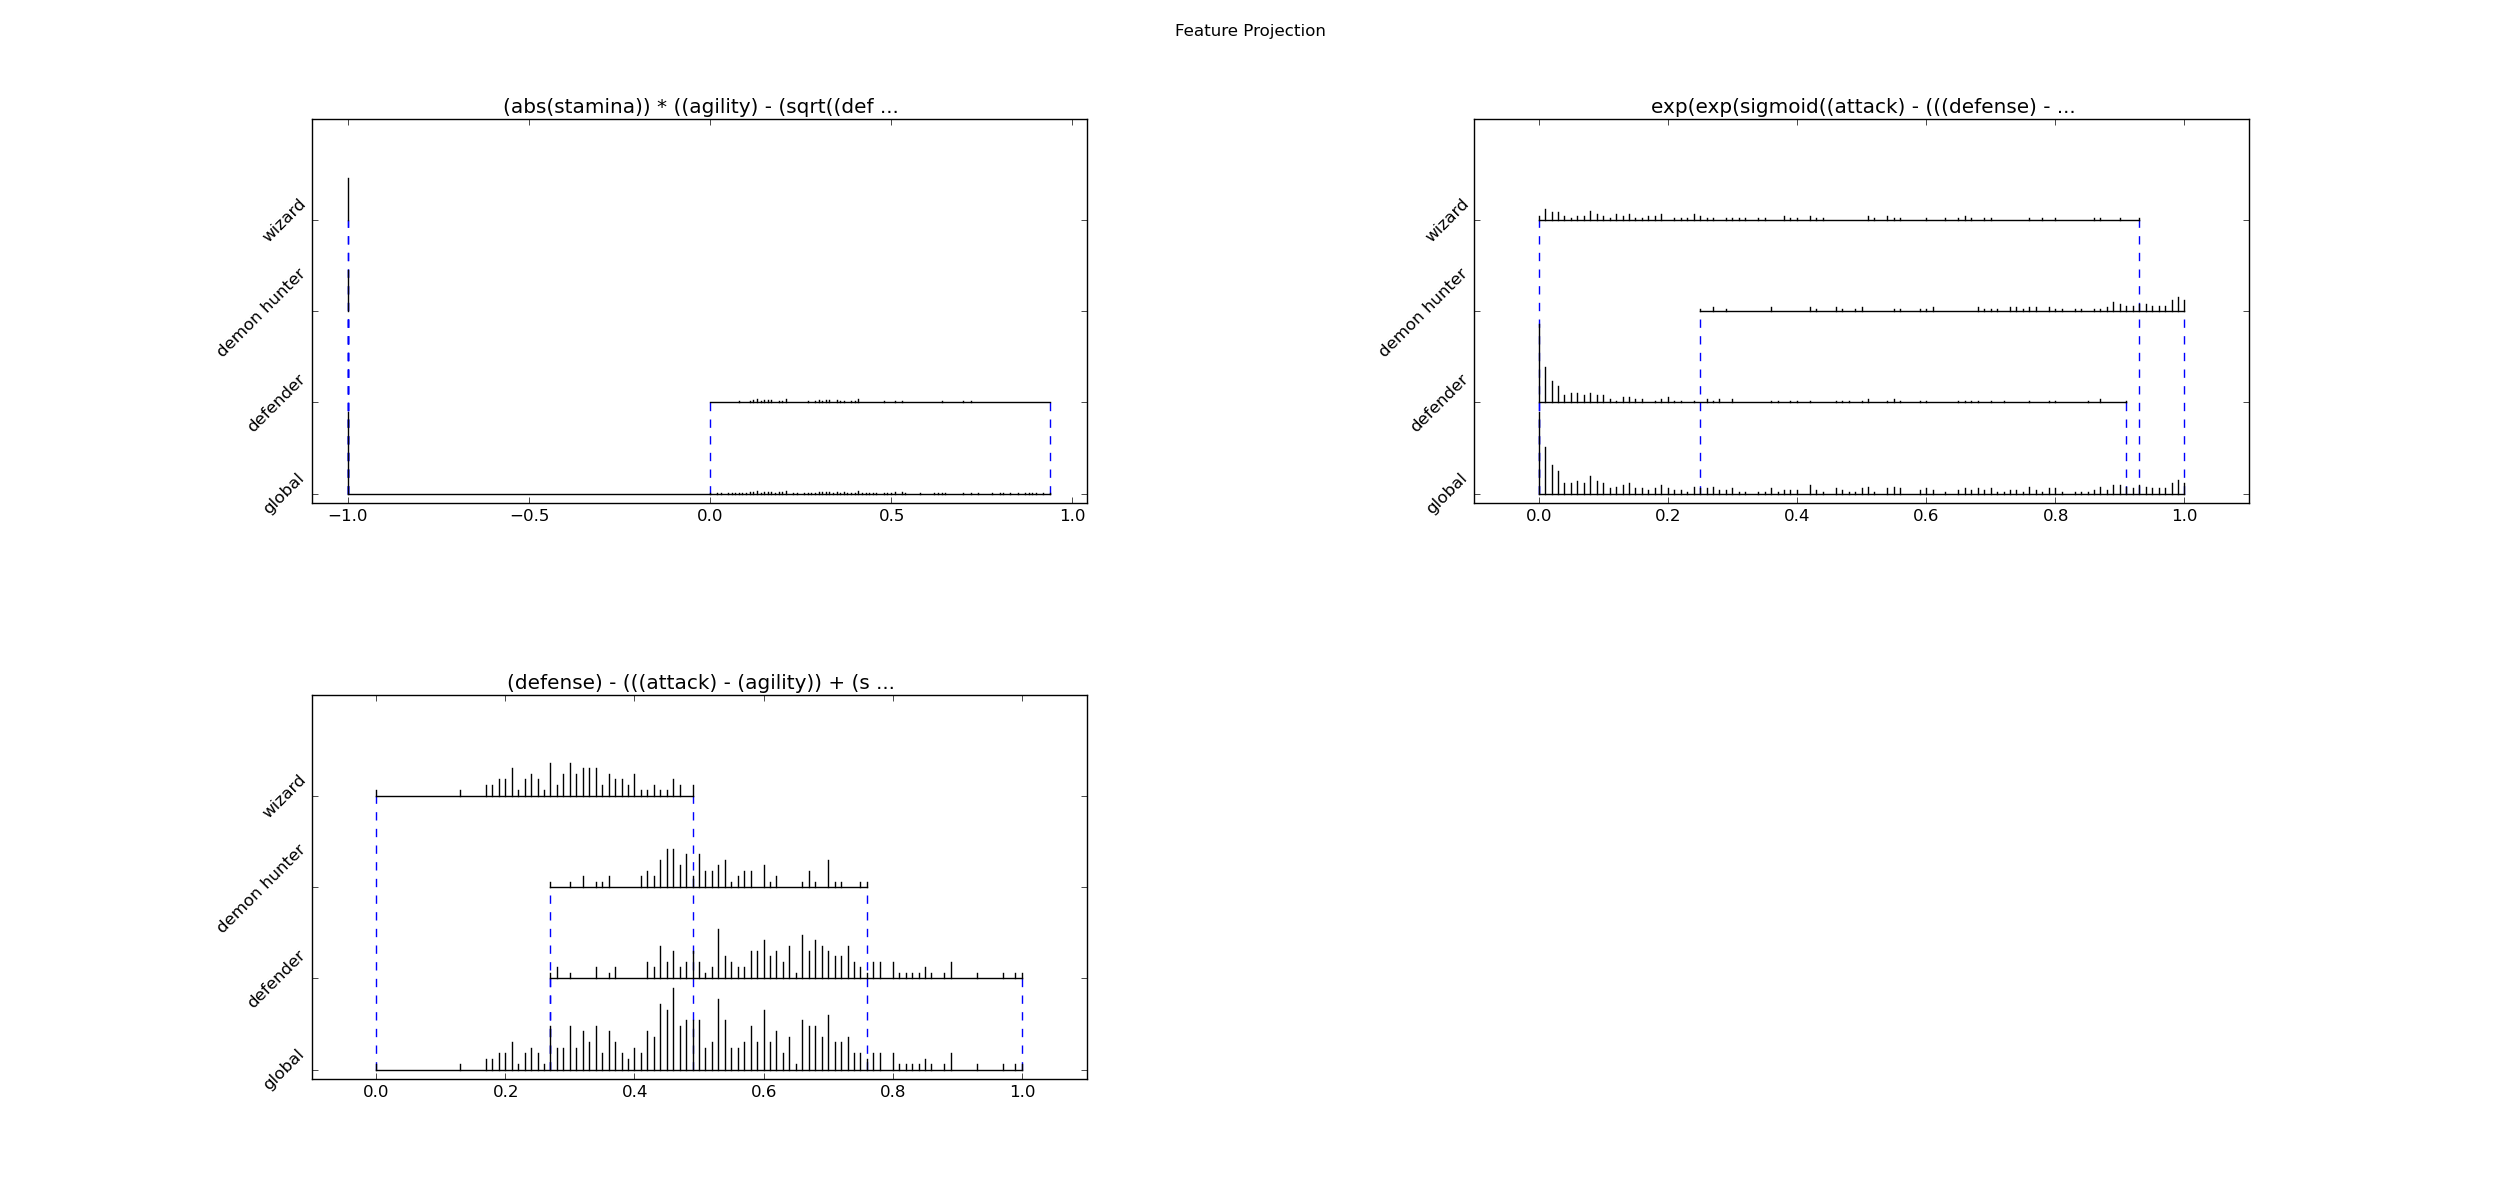 Feature Projection
(abs(stamina)) * ((agility) - (sqrt((def ...
wizard
demon hunter
defender
global
−1.0 −0.5 0.0 0.5 1.0
exp(exp(sigmoid((attack) - (((defense) - ...
wizard
demon hunter
defender
global
0.0 0.2 0.4 0.6 0.8 1.0
(defense) - (((attack) - (agility)) + (s ...
wizard
demon hunter
defender
global
0.0 0.2 0.4 0.6 0.8 1.0